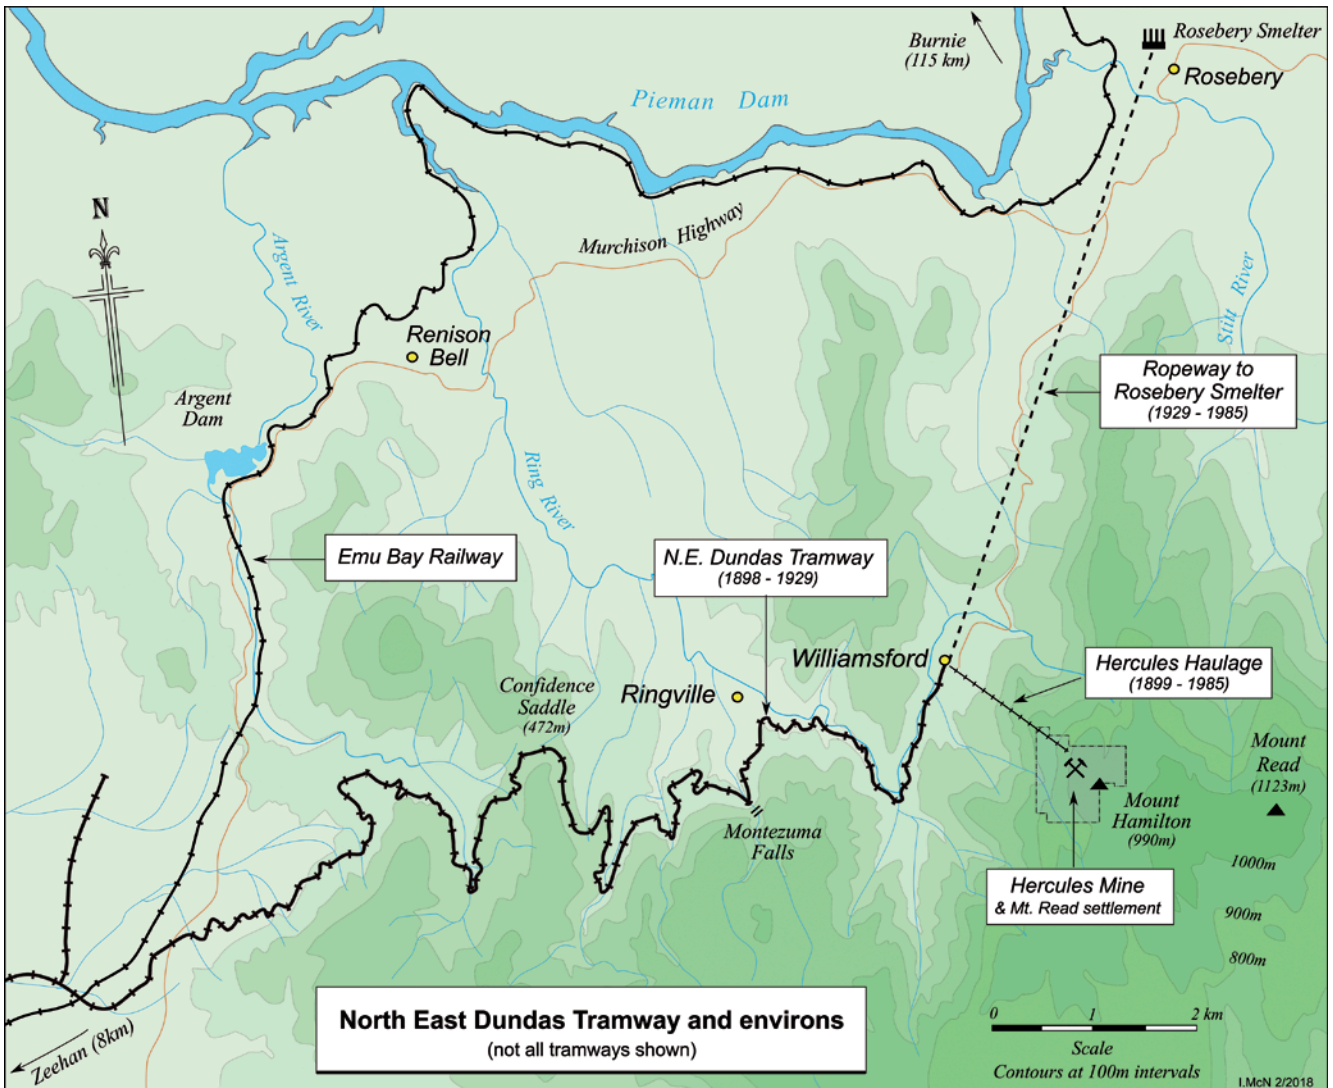 Burnie
(115 km)
Rosebery Smelter
Rosebery
Pieman Dam
N
Murchison Highway
Argent River
Stitt River
Renison
Bell
Argent
Dam
Ropeway to
Rosebery Smelter
(1929 - 1985)
Ring River
Emu Bay Railway
N.E. Dundas Tramway
(1898 - 1929)
Williamsford
Hercules Haulage
(1899 - 1985)
Confidence
Saddle
(472m)
Ringville
Mount
Read
(1123m)
Mount
Hamilton
(990m)
Montezuma
Falls
1000m
Hercules Mine
& Mt. Read settlement
900m
800m
North East Dundas Tramway and environs
(not all tramways shown)
0 1 2 km
Scale
Contours at 100m intervals
Zeehan (8km)
I.McN 2/2018